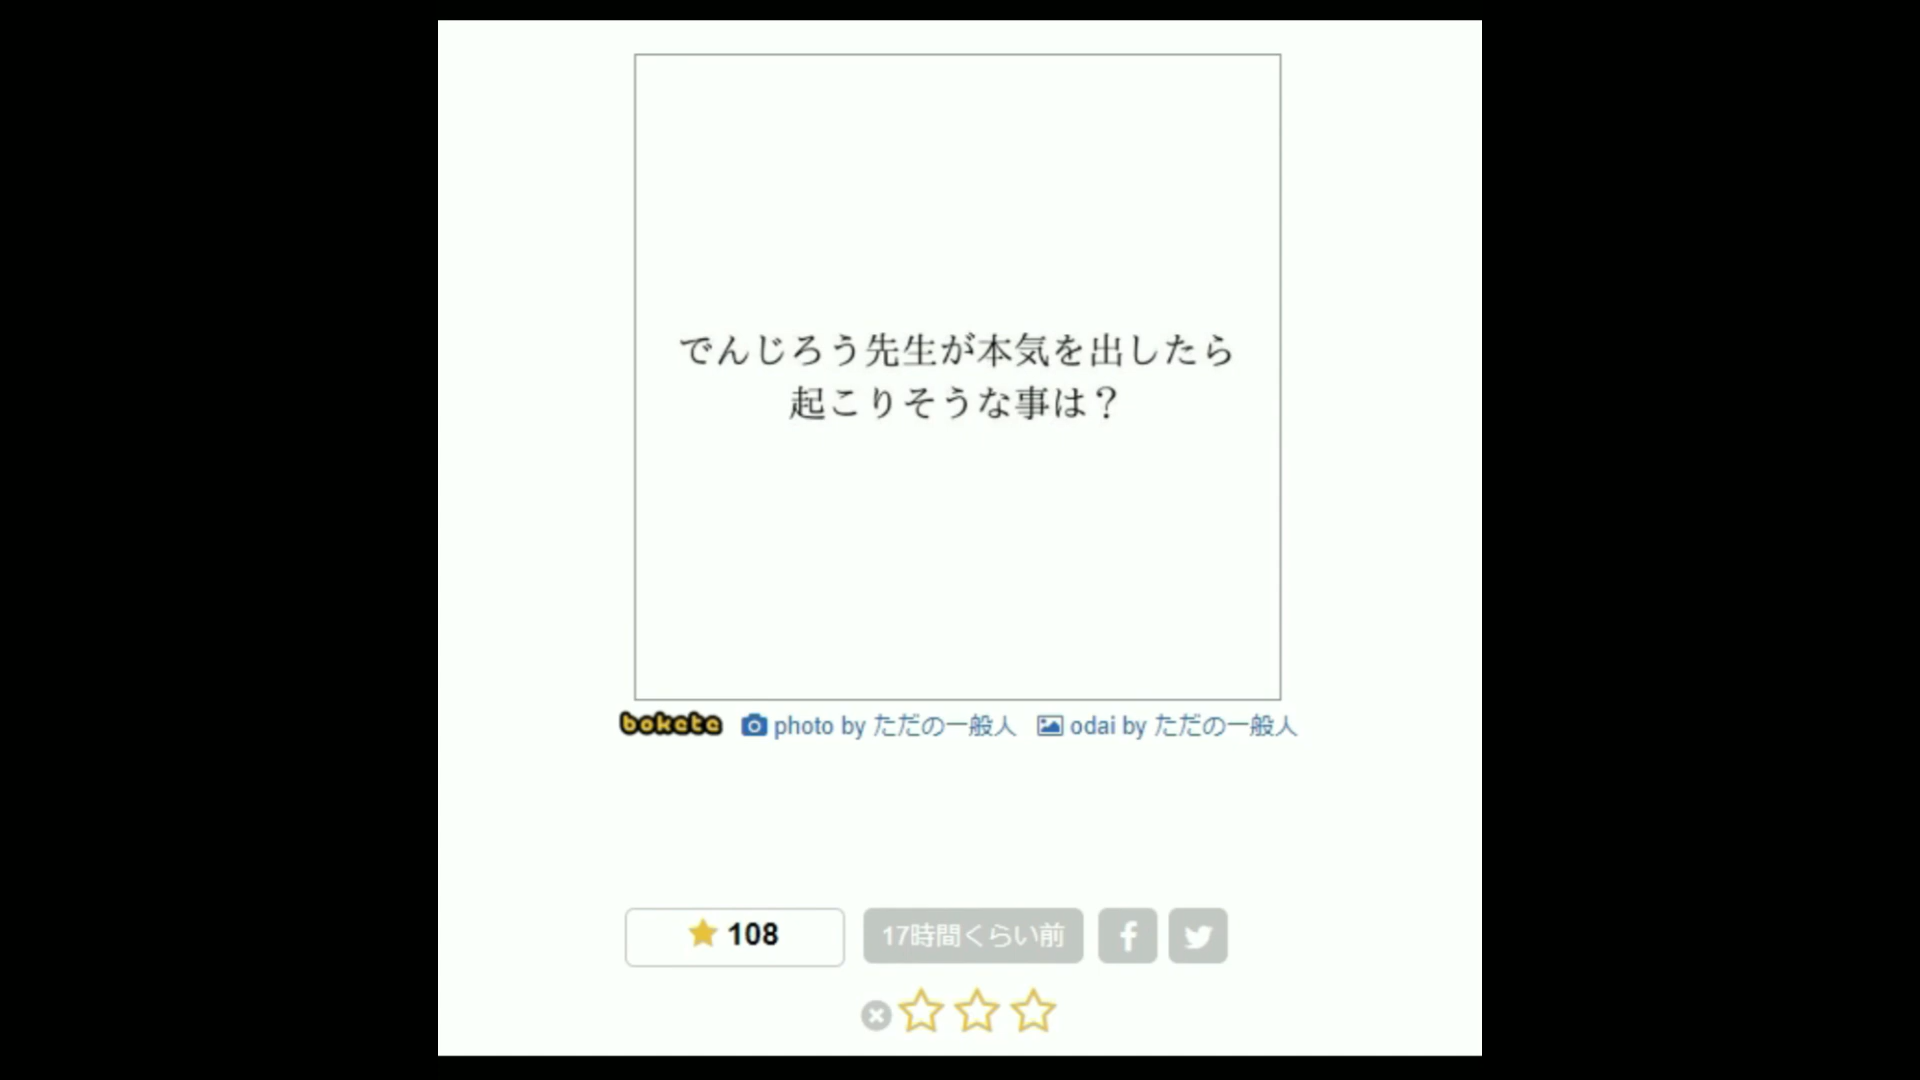 でんじろう先生が本気を出したら
起こりそうな事は？
bokete photo by ただの一般人 odai by ただの一般人
108 17時間くらい前